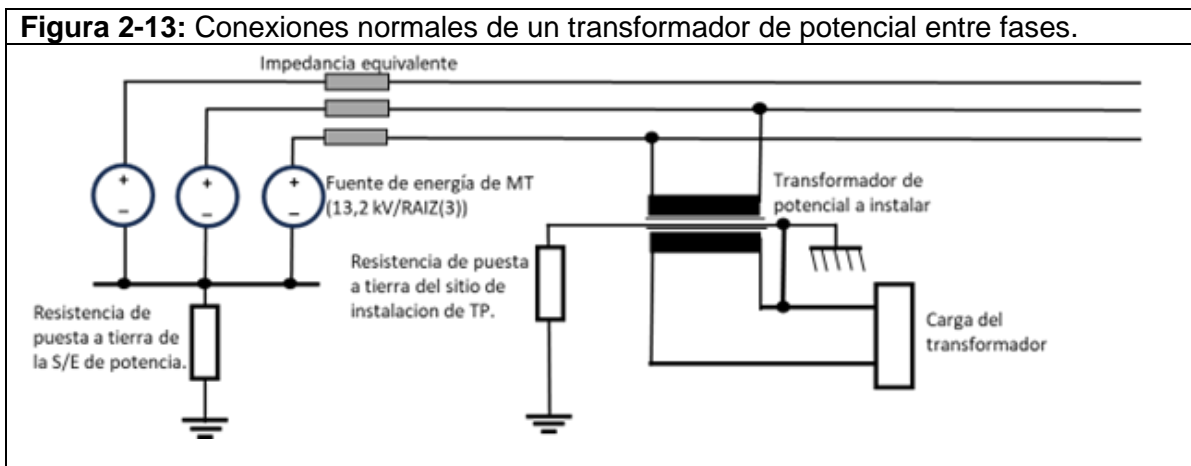 Figura 2-13: Conexiones normales de un transformador de potencial entre fases.
Impedancia equivalente
+
+
+
–
–
–
Fuente de energía de MT
(13,2 kV/RAIZ(3))
Transformador de
potencial a instalar
Resistencia de puesta
a tierra del sitio de
instalacion de TP.
Resistencia de
puesta a tierra de
la S/E de potencia.
Carga del
transformador